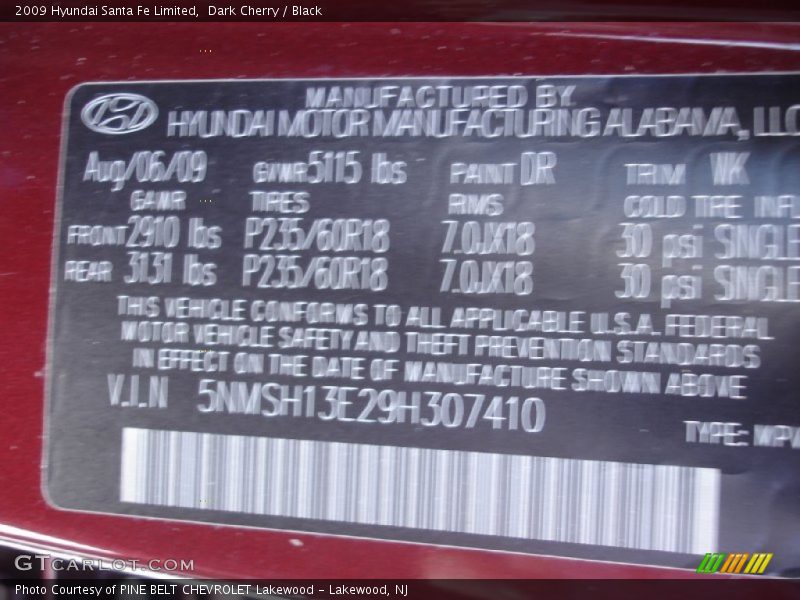 2009 Hyundai Santa Fe Limited, Dark Cherry / Black
MANUFACTURED BY
HYUNDAI MOTOR MANUFACTURING ALABAMA, LLC
Aug/06/09 GVWR 5115 lbs PAINT DR TRIM WK
GAWR TIRES RIMS COLD TIRE INFL
FRONT 2910 lbs P235/60R18 7.0JX18 30 psi SNGLE
REAR 3131 lbs P235/60R18 7.0JX18 30 psi SNGLE
THIS VEHICLE CONFORMS TO ALL APPLICABLE U.S.A. FEDERAL
MOTOR VEHICLE SAFETY AND THEFT PREVENTION STANDARDS
IN EFFECT ON THE DATE OF MANUFACTURE SHOWN ABOVE
V.I.N 5NMSH13E29H307410
TYPE: MPV
GTcarlot.com
Photo Courtesy of PINE BELT CHEVROLET Lakewood - Lakewood, NJ